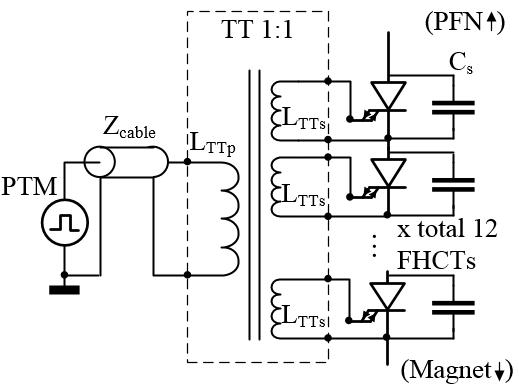 TT 1:1
(PFN↑)
Cs
Zcable
LTTp
LTTs
PTM
LTTs
x total 12
FHCTs
LTTs
(Magnet↓)